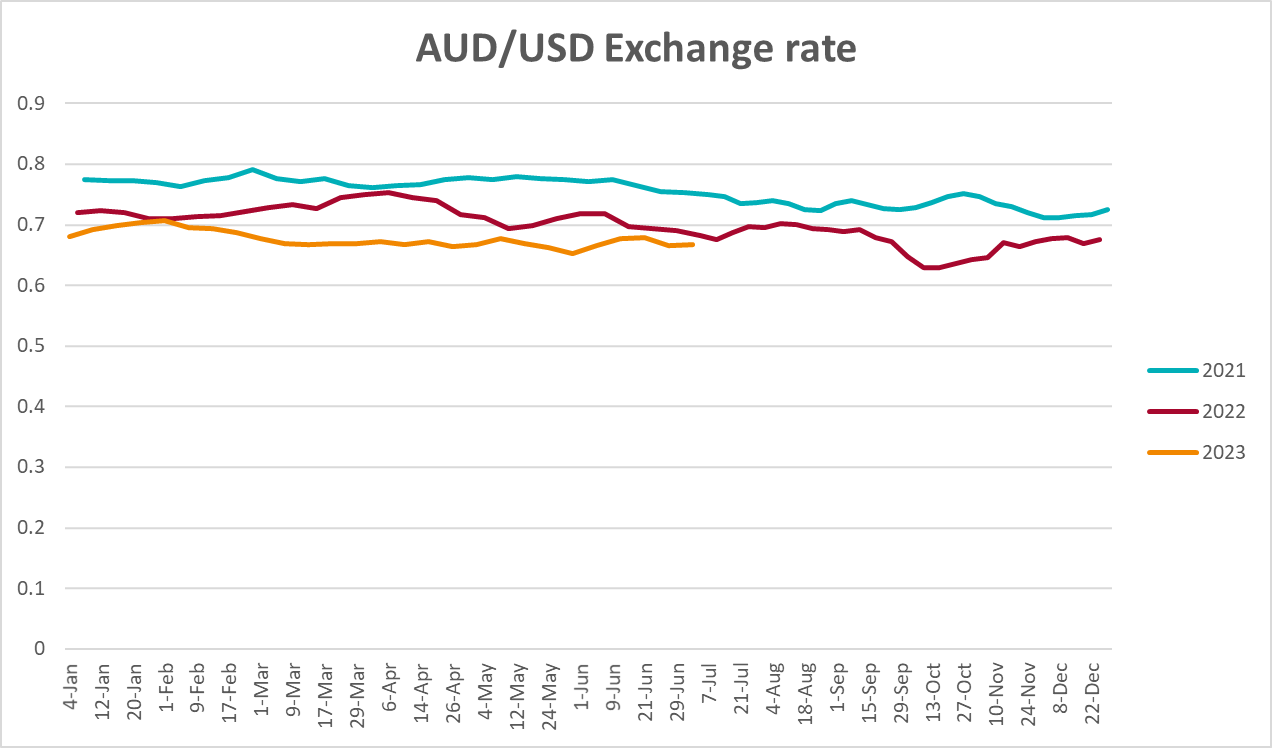 AUD/USD Exchange rate
0.9
0.8
0.7
0.6
0.5
0.4
0.3
0.2
0.1
0
4-Jan
12-Jan
20-Jan
1-Feb
9-Feb
17-Feb
1-Mar
9-Mar
17-Mar
29-Mar
6-Apr
14-Apr
26-Apr
4-May
12-May
24-May
1-Jun
9-Jun
21-Jun
29-Jun
7-Jul
21-Jul
4-Aug
18-Aug
1-Sep
15-Sep
29-Sep
13-Oct
27-Oct
10-Nov
24-Nov
8-Dec
22-Dec
2021
2022
2023